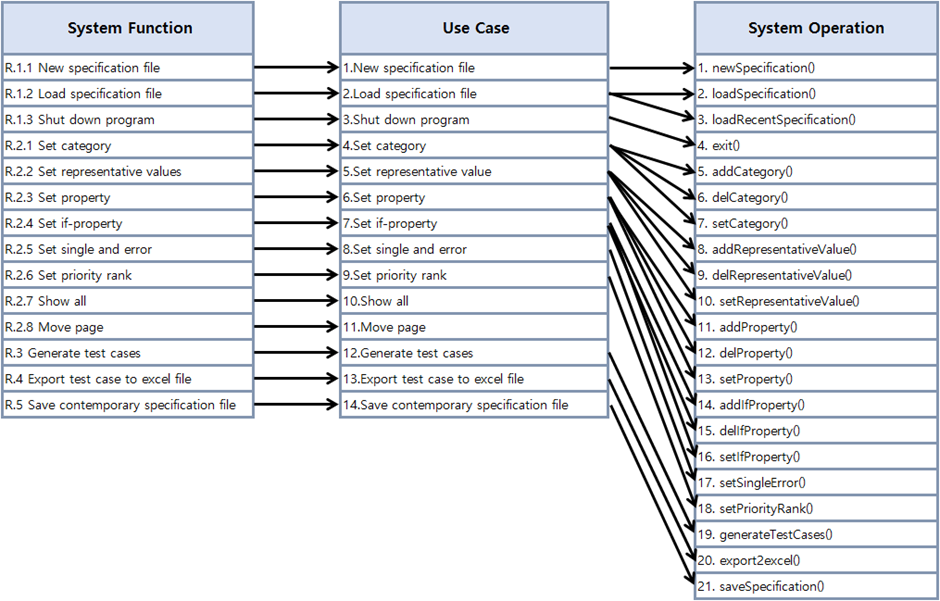 System Function
R.1.1 New specification file
R.1.2 Load specification file
R.1.3 Shut down program
R.2.1 Set category
R.2.2 Set representative values
R.2.3 Set property
R.2.4 Set if-property
R.2.5 Set single and error
R.2.6 Set priority rank
R.2.7 Show all
R.2.8 Move page
R.3 Generate test cases
R.4 Export test case to excel file
R.5 Save contemporary specification file
Use Case
1.New specification file
2.Load specification file
3.Shut down program
4.Set category
5.Set representative value
6.Set property
7.Set if-property
8.Set single and error
9.Set priority rank
10.Show all
11.Move page
12.Generate test cases
13.Export test case to excel file
14.Save contemporary specification file
System Operation
1. newSpecification()
2. loadSpecification()
3. loadRecentSpecification()
4. exit()
5. addCategory()
6. delCategory()
7. setCategory()
8. addRepresentativeValue()
9. delRepresentativeValue()
10. setRepresentativeValue()
11. addProperty()
12. delProperty()
13. setProperty()
14. addIfProperty()
15. delIfProperty()
16. setIfProperty()
17. setSingleError()
18. setPriorityRank()
19. generateTestCases()
20. export2excel()
21. saveSpecification()